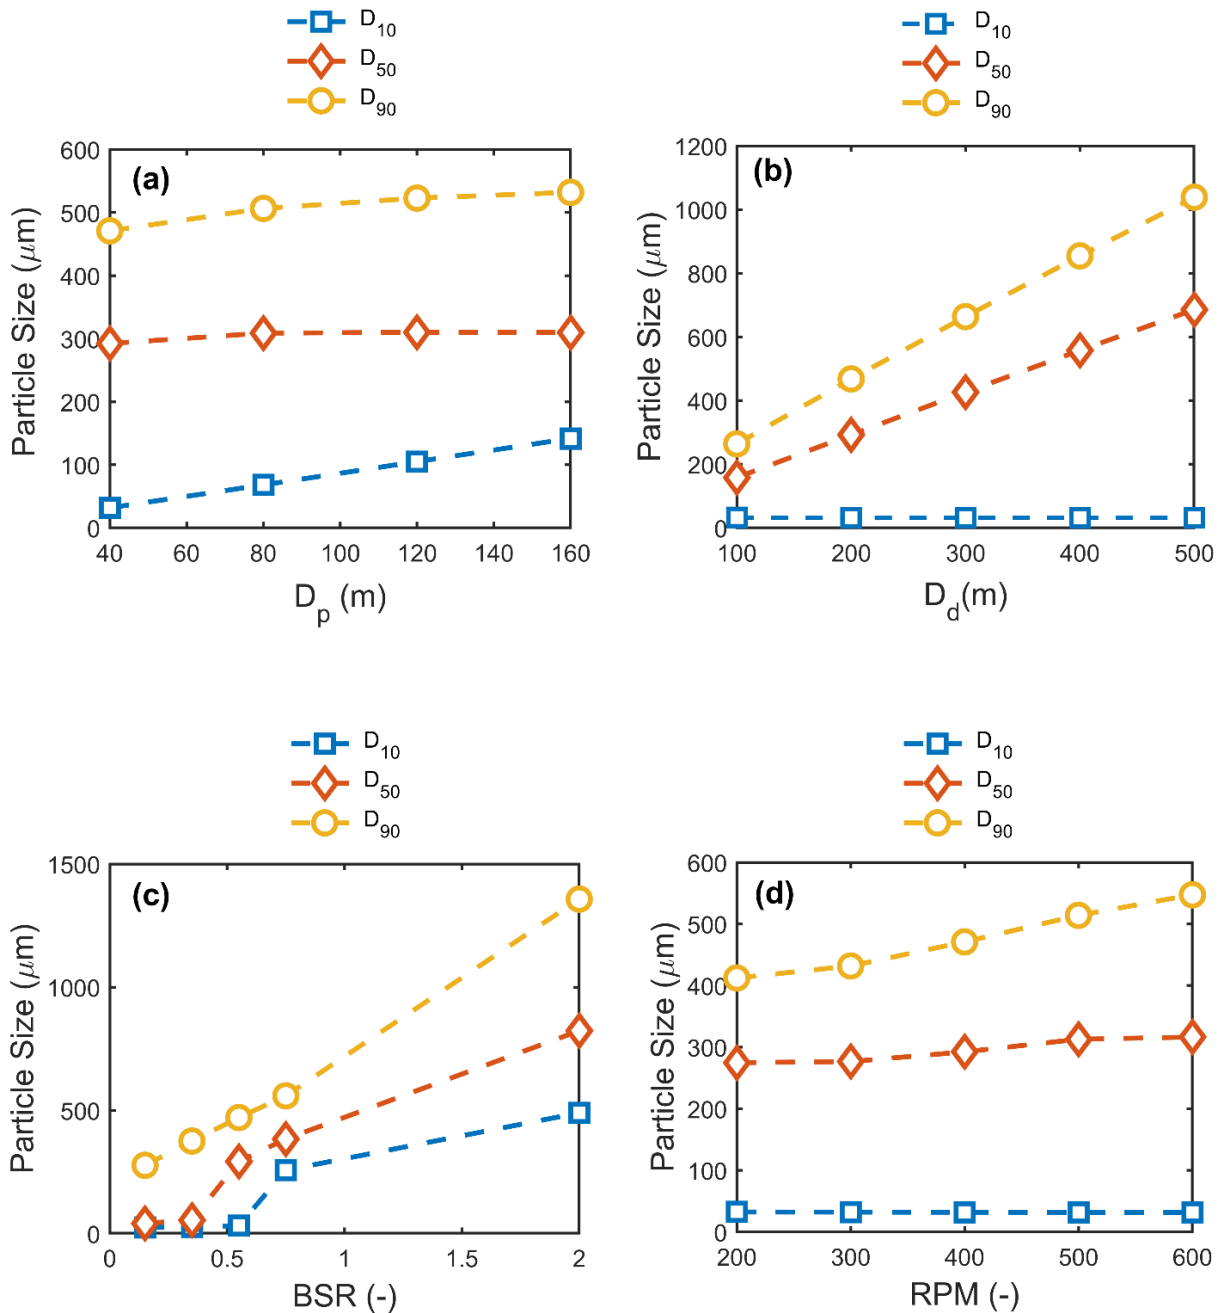 D10
D50
D90
(a)
Particle Size (μm)
600
500
400
300
200
100
0
40 60 80 100 120 140 160
Dp (m)
D10
D50
D90
(b)
Particle Size (μm)
1200
1000
800
600
400
200
0
100 200 300 400 500
Dd(m)
D10
D50
D90
(c)
Particle Size (μm)
1500
1000
500
0
0 0.5 1 1.5 2
BSR (-)
D10
D50
D90
(d)
Particle Size (μm)
600
500
400
300
200
100
0
200 300 400 500 600
RPM (-)